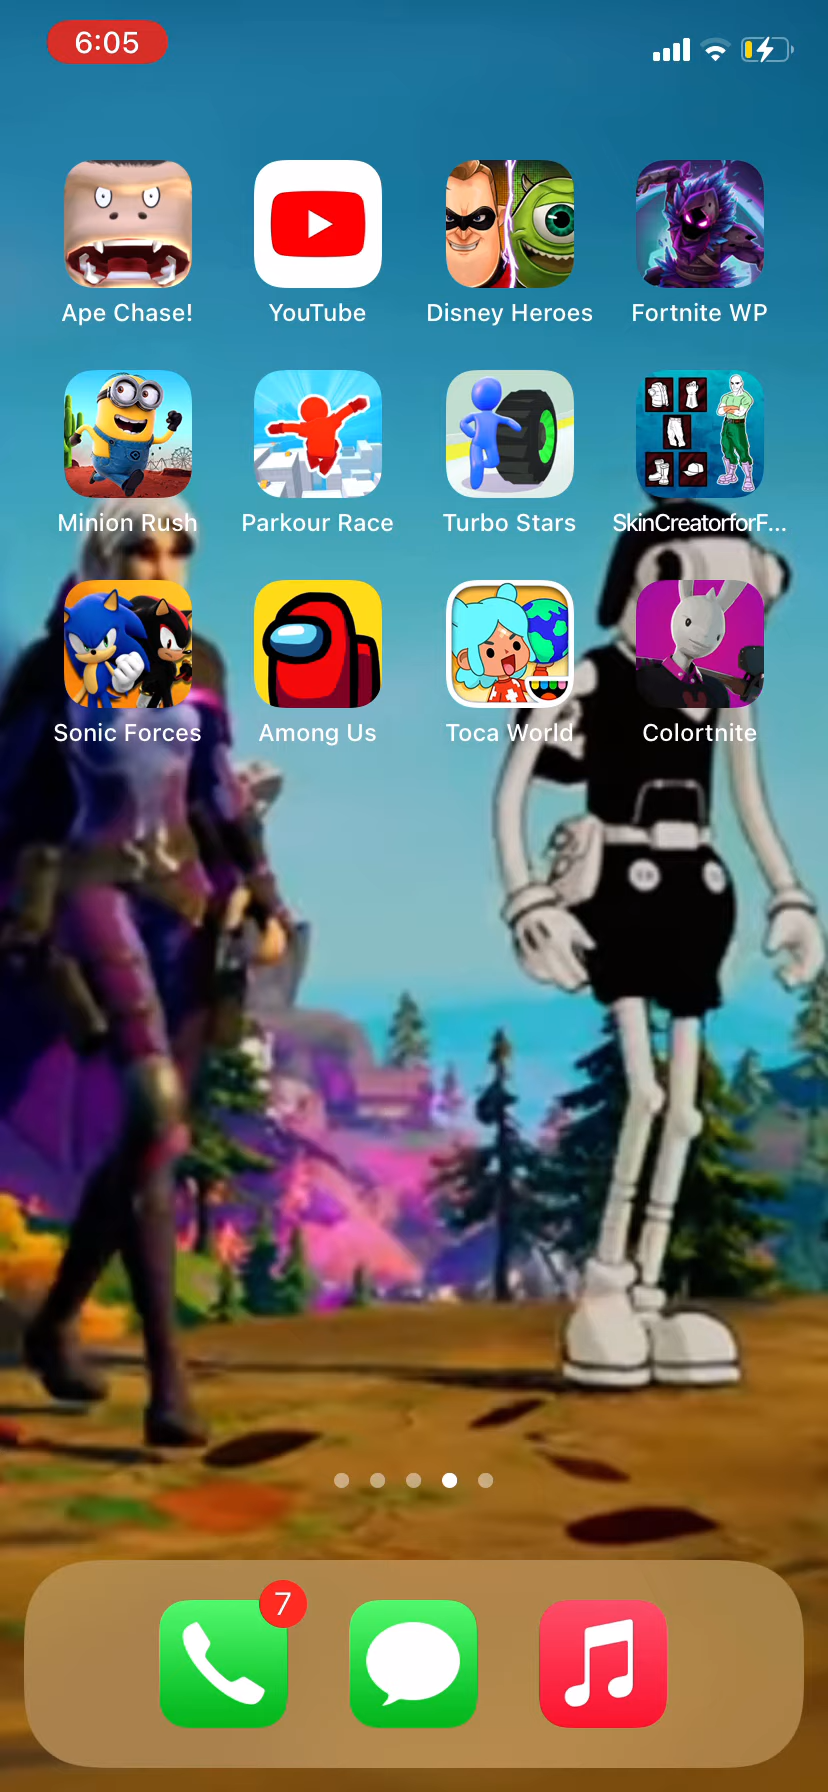 6:05
Ape Chase!
YouTube
Disney Heroes
Fortnite WP
Minion Rush
Parkour Race
Turbo Stars
SkinCreatorforF...
Sonic Forces
Among Us
Toca World
Colortnite
7